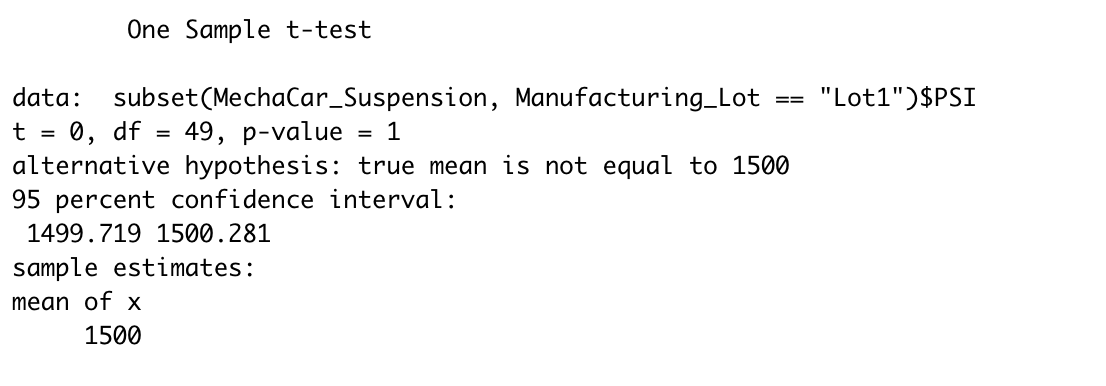 One Sample t-test
data:  subset(MechaCar_Suspension, Manufacturing_Lot == "Lot1")$PSI
t = 0, df = 49, p-value = 1
alternative hypothesis: true mean is not equal to 1500
95 percent confidence interval:
1499.719 1500.281
sample estimates:
mean of x
1500